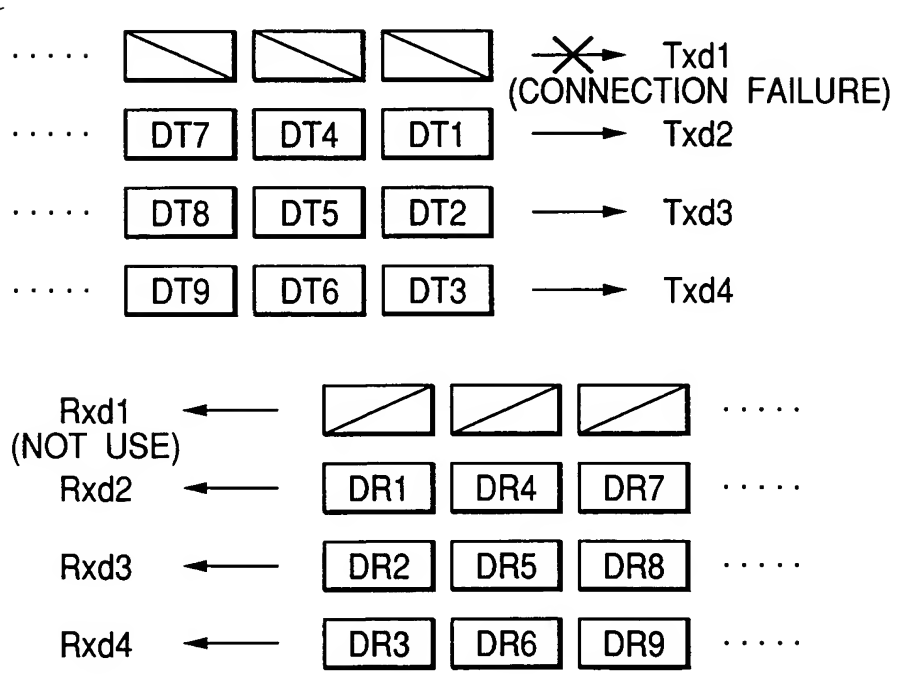 ..... Txd1
(CONNECTION FAILURE)
..... DT7 DT4 DT1 Txd2
..... DT8 DT5 DT2 Txd3
..... DT9 DT6 DT3 Txd4
Rxd1 .....
(NOT USE)
Rxd2 DR1 DR4 DR7 .....
Rxd3 DR2 DR5 DR8 .....
Rxd4 DR3 DR6 DR9 .....